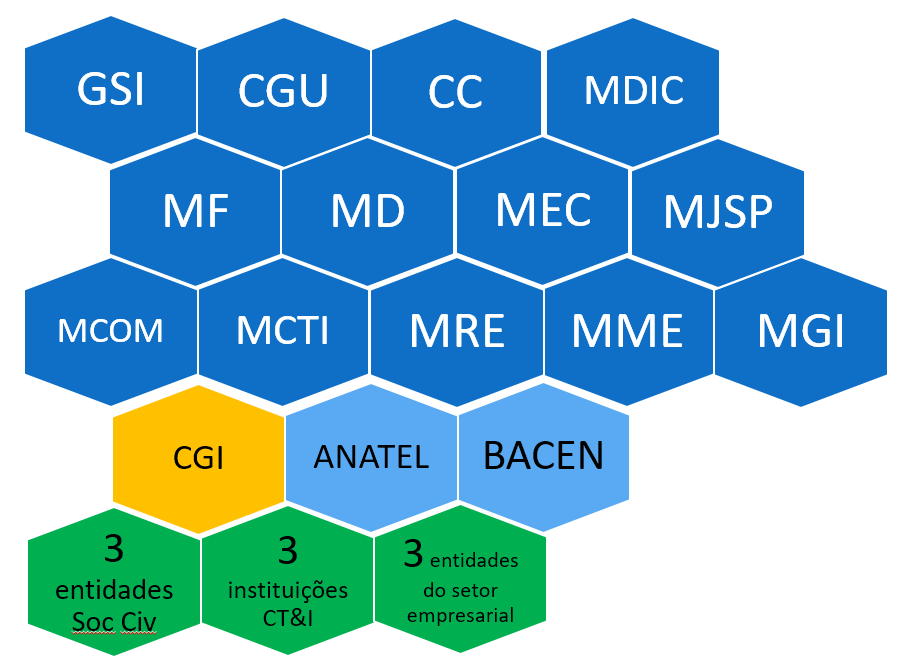 GSI
CGU
CC
MDIC
MF
MD
MEC
MJSP
MCOM
MCTI
MRE
MME
MGI
CGI
ANATEL
BACEN
3
entidades
Soc Civ
3
instituições
CT&I
3 entidades
do setor
empresarial